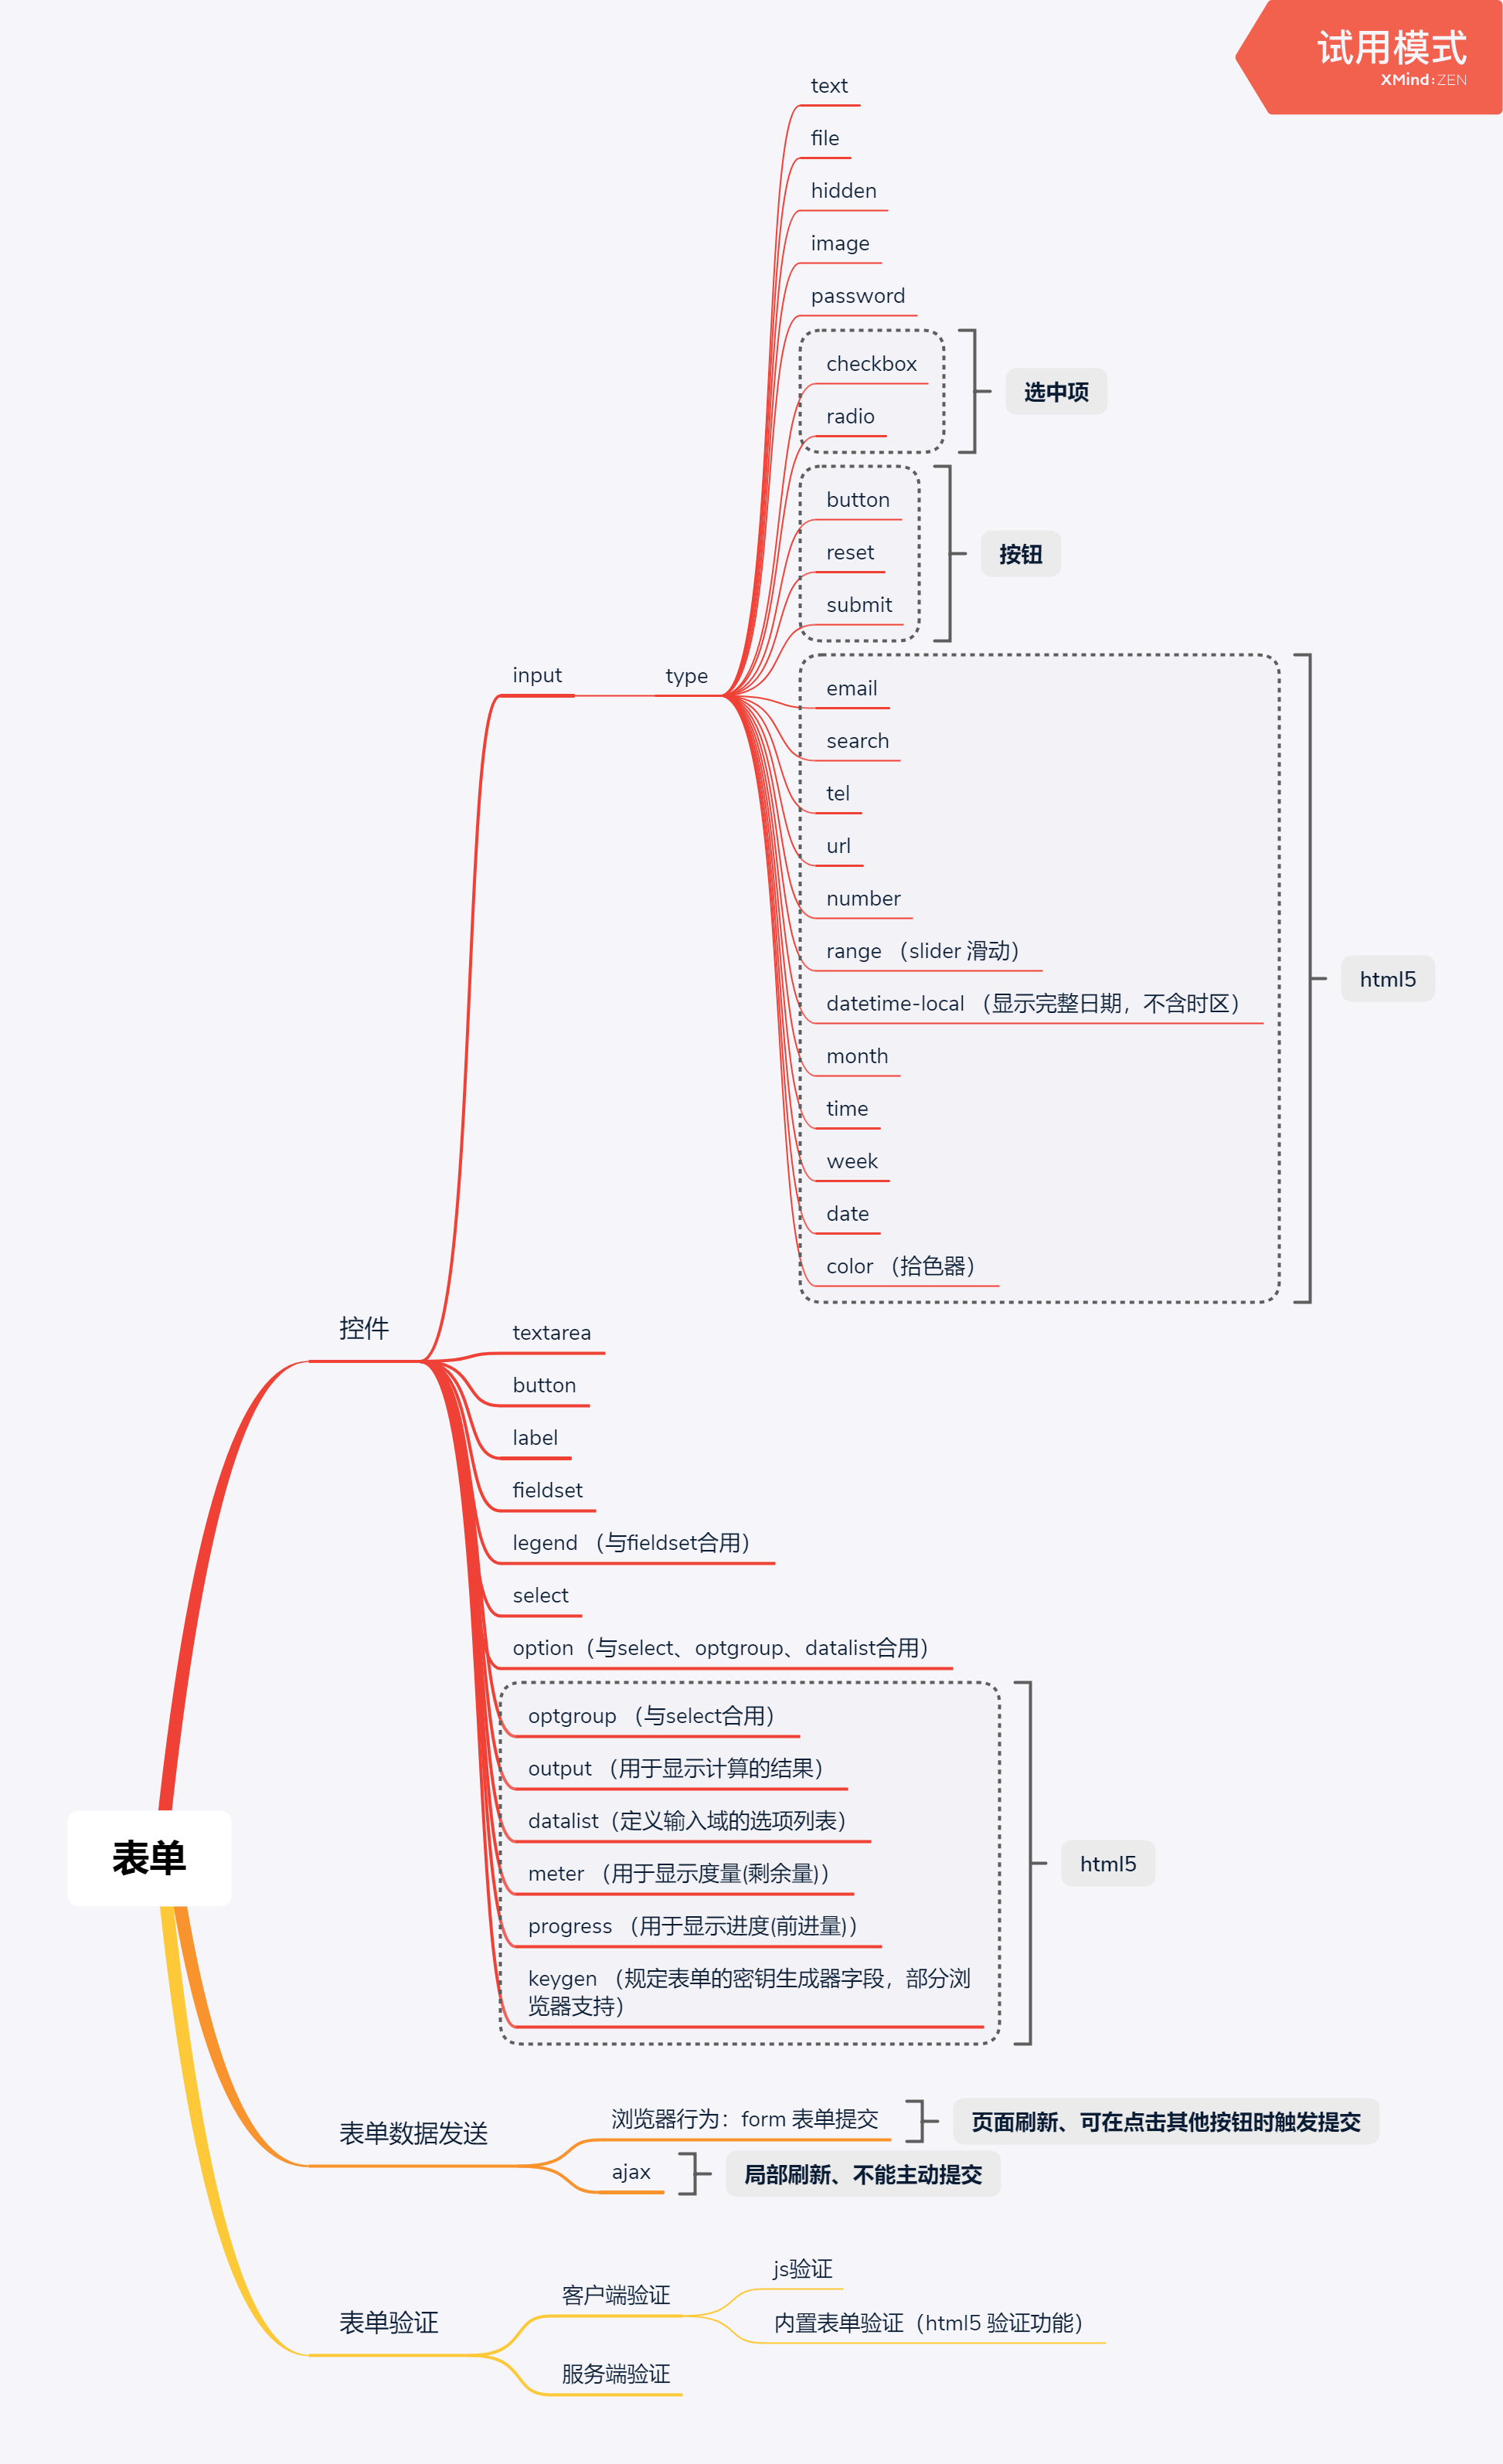 试用模式
XMind:ZEN
text
file
hidden
image
password
checkbox
radio
选中项
button
reset
submit
按钮
input
type
email
search
tel
url
number
range （slider 滑动）
datetime-local （显示完整日期，不含时区）
month
time
week
date
color （拾色器）
html5
控件
textarea
button
label
fieldset
legend （与fieldset合用）
select
option（与select、optgroup、datalist合用）
optgroup （与select合用）
output （用于显示计算的结果）
datalist（定义输入域的选项列表）
meter （用于显示度量(剩余量)）
progress （用于显示进度(前进量)）
keygen （规定表单的密钥生成器字段，部分浏
览器支持）
html5
表单
表单数据发送
浏览器行为：form 表单提交
页面刷新、可在点击其他按钮时触发提交
ajax
局部刷新、不能主动提交
表单验证
客户端验证
js验证
内置表单验证（html5 验证功能）
服务端验证